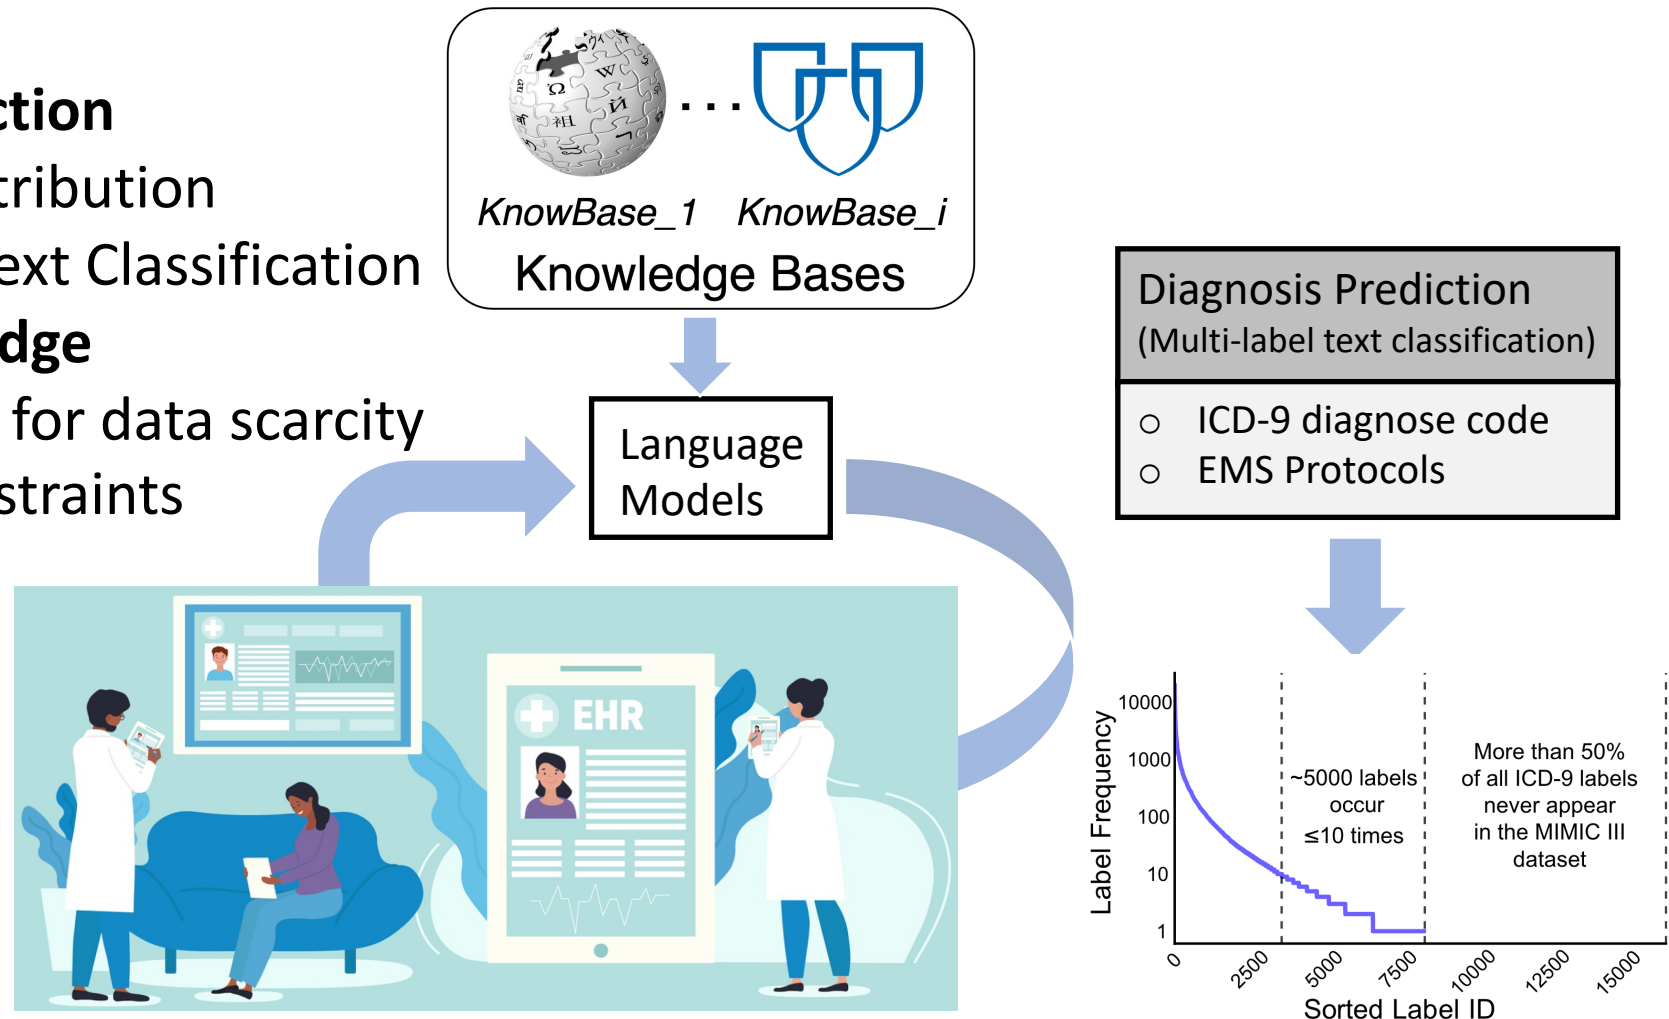 ction
tribution
ext Classification
dge
for data scarcity
straints
...
KnowBase_1 KnowBase_i
Knowledge Bases
Language
Models
EHR
Diagnosis Prediction
(Multi-label text classification)
○ ICD-9 diagnose code
○ EMS Protocols
Label Frequency
10000
1000
100
10
1
~5000 labels
occur
≤10 times
More than 50%
of all ICD-9 labels
never appear
in the MIMIC III
dataset
0 2500 5000 7500 10000 12500 15000
Sorted Label ID